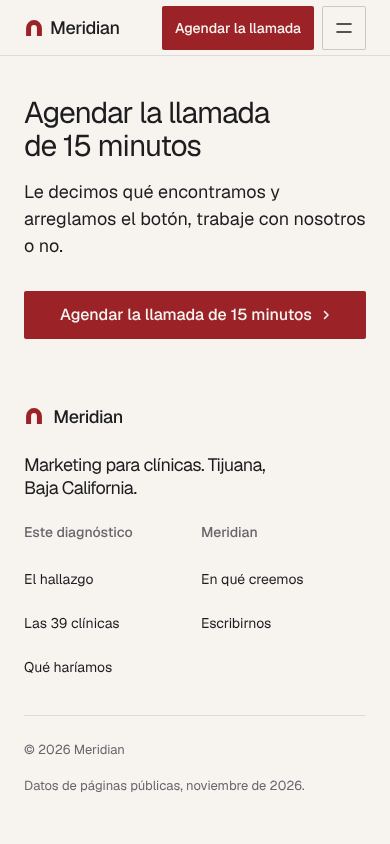 Meridian
Agendar la llamada
Agendar la llamada
de 15 minutos
Le decimos qué encontramos y
arreglamos el botón, trabaje con nosotros
o no.
Agendar la llamada de 15 minutos
Meridian
Marketing para clínicas. Tijuana,
Baja California.
Este diagnóstico
Meridian
El hallazgo
En qué creemos
Las 39 clínicas
Escribirnos
Qué haríamos
© 2026 Meridian
Datos de páginas públicas, noviembre de 2026.